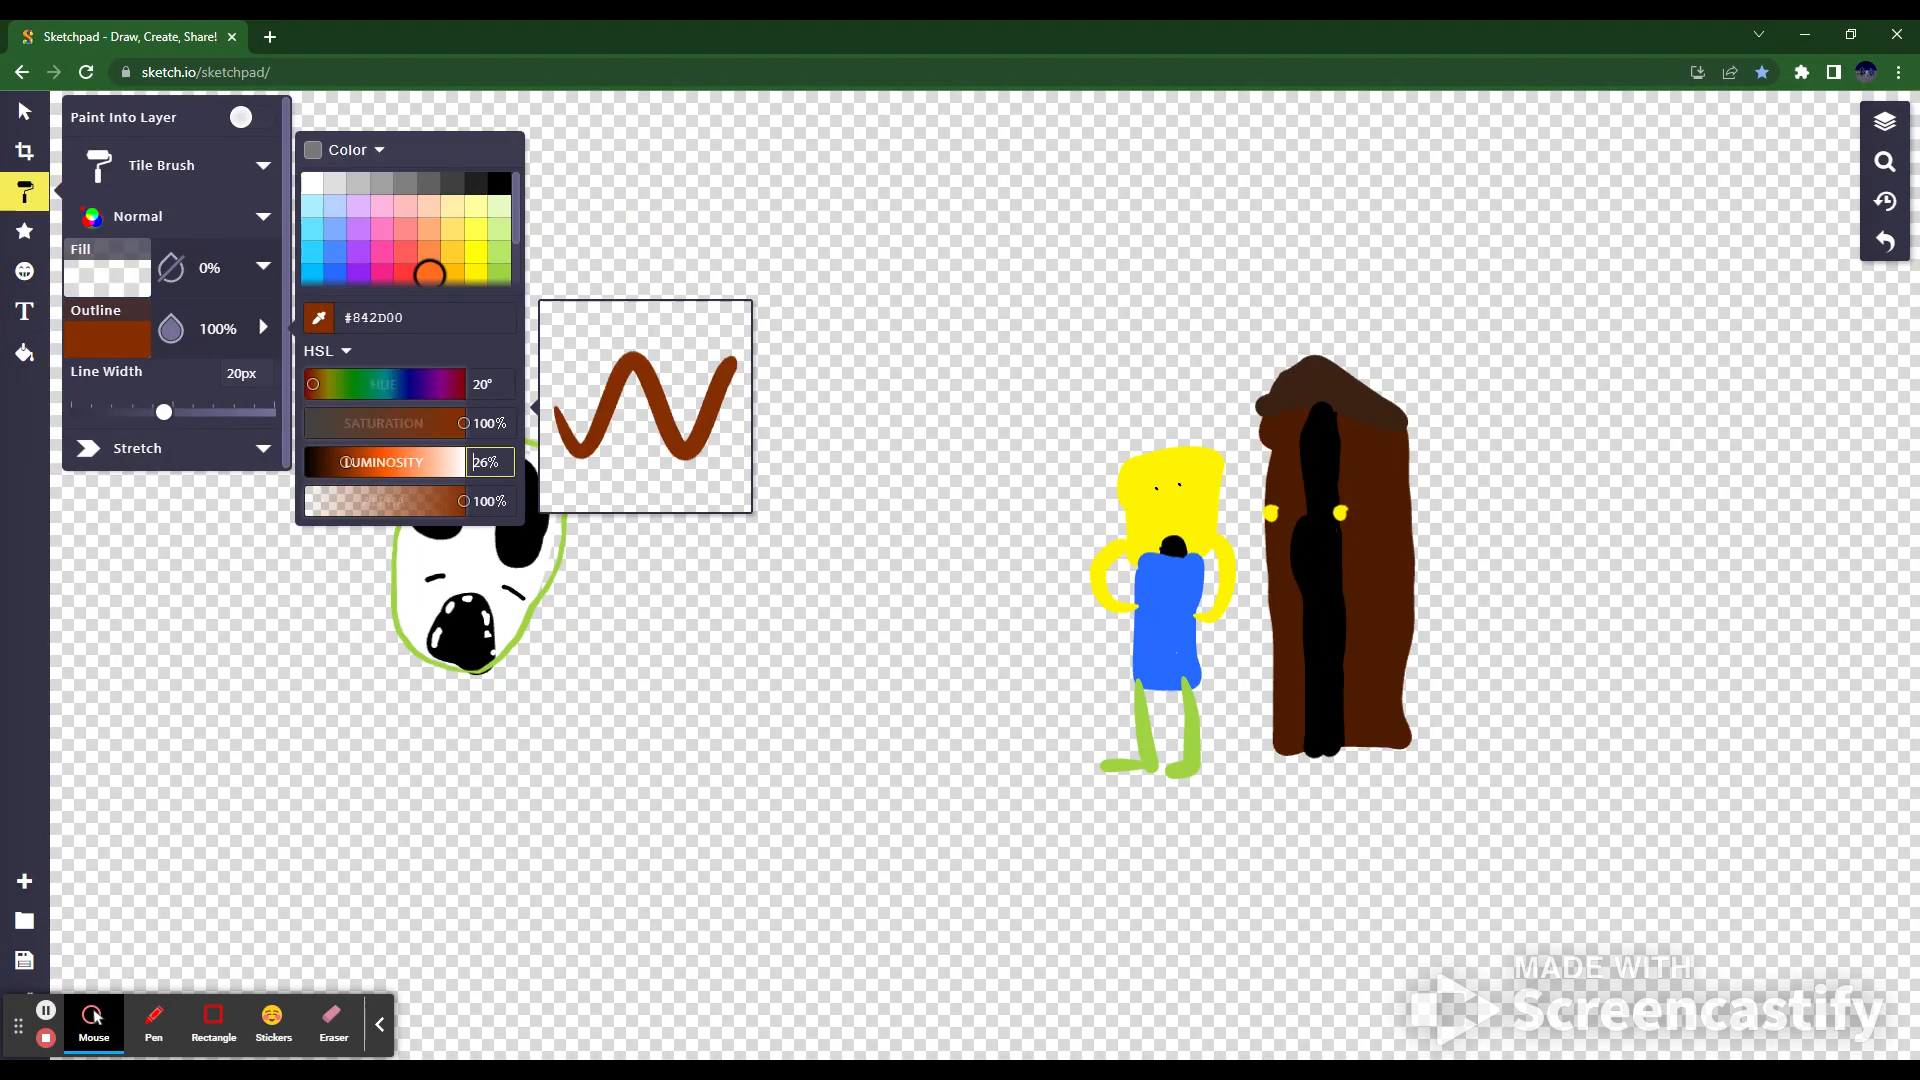 Sketchpad - Draw, Create, Share!
sketch.io/sketchpad/
Paint Into Layer
Tile Brush
Normal
Fill
0%
Outline
100%
Line Width
20px
Stretch
Color
#842D00
HSL
HUE
20°
SATURATION
100%
LUMINOSITY
26%
100%
T
Mouse
Pen
Rectangle
Stickers
Eraser
MADE WITH
Screencastify